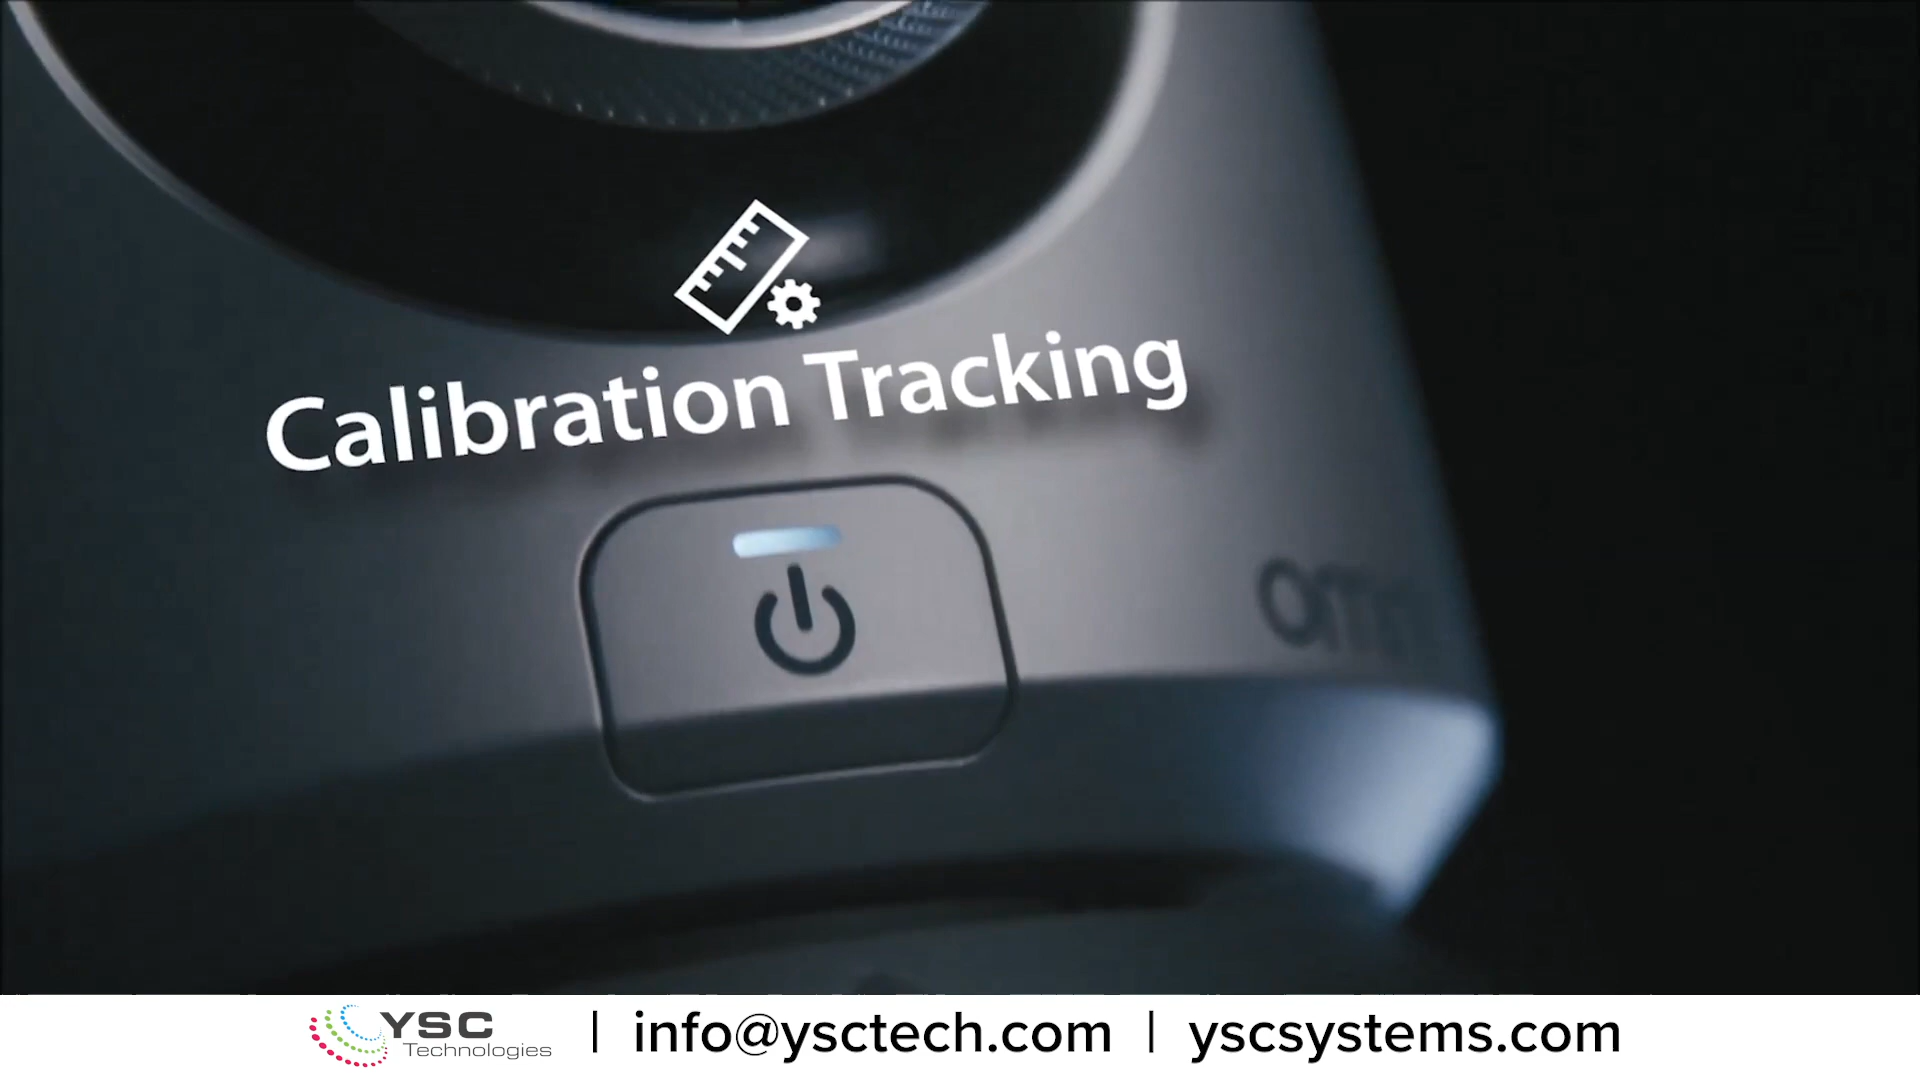 Calibration Tracking
YSC
Technologies
| info@ysctech.com | yscsystems.com